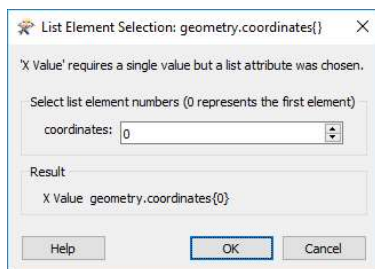 List Element Selection: geometry.coordinates{}
'X Value' requires a single value but a list attribute was chosen.
Select list element numbers (0 represents the first element)
coordinates: 0
Result
X Value geometry.coordinates{0}
Help OK Cancel